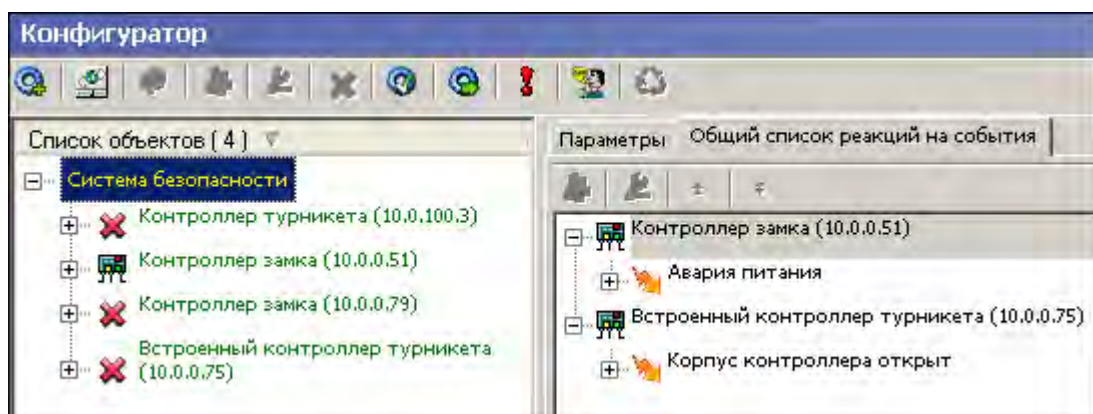 Конфигуратор
Список объектов ( 4 )
Система безопасности
Контроллер турникета (10.0.100.3)
Контроллер замка (10.0.0.51)
Контроллер замка (10.0.0.79)
Встроенный контроллер турникета
(10.0.0.75)
Параметры
Общий список реакций на события
Контроллер замка (10.0.0.51)
Авария питания
Встроенный контроллер турникета (10.0.0.75)
Корпус контроллера открыт